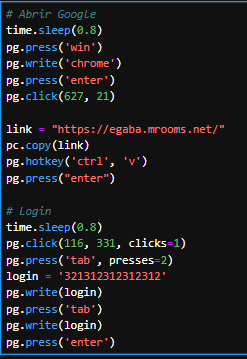 # Abrir Google
time.sleep(0.8)
pg.press('win')
pg.write('chrome')
pg.press('enter')
pg.click(627, 21)

link = "https://egaba.mrooms.net/"
pc.copy(link)
pg.hotkey('ctrl', 'v')
pg.press("enter")

# Login
time.sleep(0.8)
pg.click(116, 331, clicks=1)
pg.press('tab', presses=2)
login = '321312312312312'
pg.write(login)
pg.press('tab')
pg.write(login)
pg.press('enter')